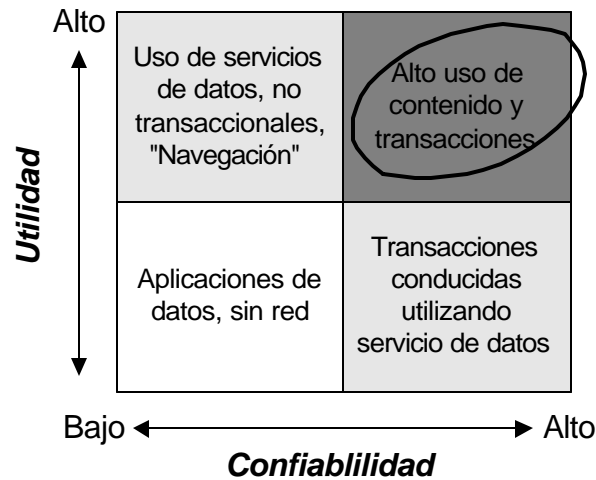 Alto
Uso de servicios
de datos, no
transaccionales,
"Navegación"
Alto uso de
contenido y
transacciones
Utilidad
Aplicaciones de
datos, sin red
Transacciones
conducidas
utilizando
servicio de datos
Bajo
Alto
Confiablilidad